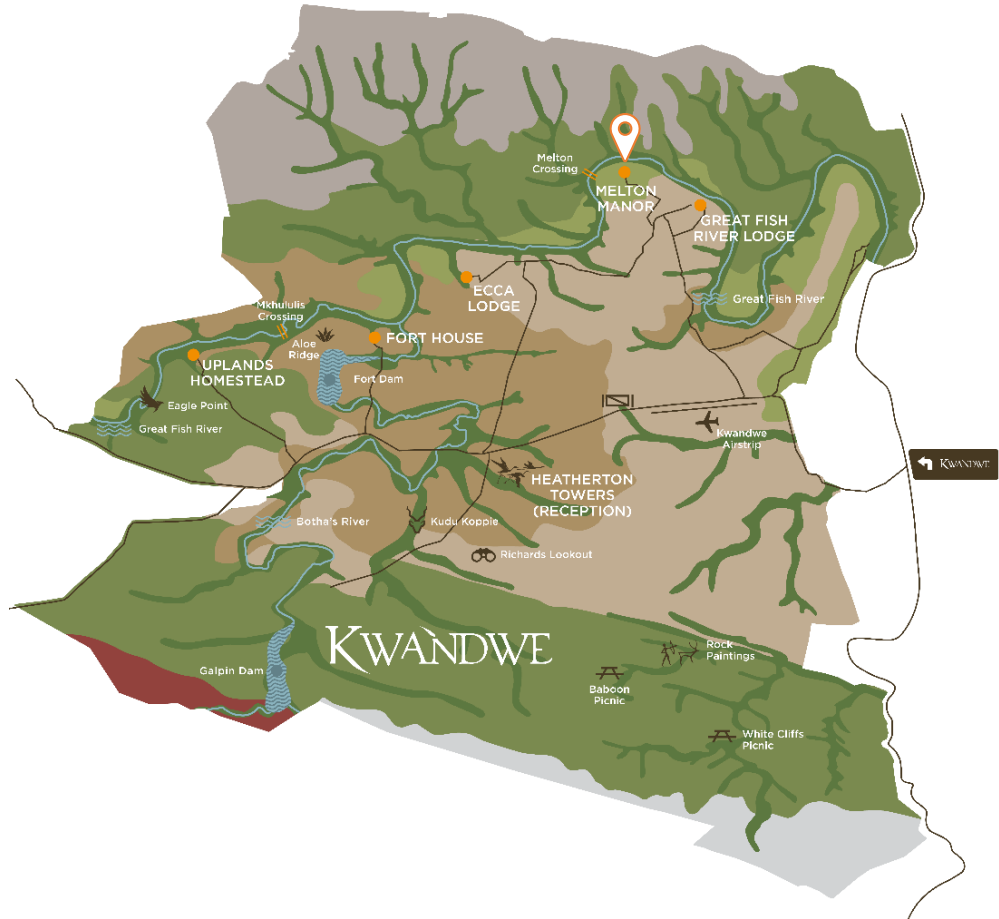 Melton
Crossing
MELTON
MANOR
GREAT FISH
RIVER LODGE
ECCA
LODGE
Great Fish River
Mkhululis
Crossing
Aloe
Ridge
FORT HOUSE
UPLANDS
HOMESTEAD
Fort Dam
Eagle Point
Great Fish River
Kwandwe
Airstrip
KWANDWE
HEATHERTON
TOWERS
(RECEPTION)
Botha's River
Kudu Koppie
Richards Lookout
KWANDWE
Rock
Paintings
Galpin Dam
Baboon
Picnic
White Cliffs
Picnic